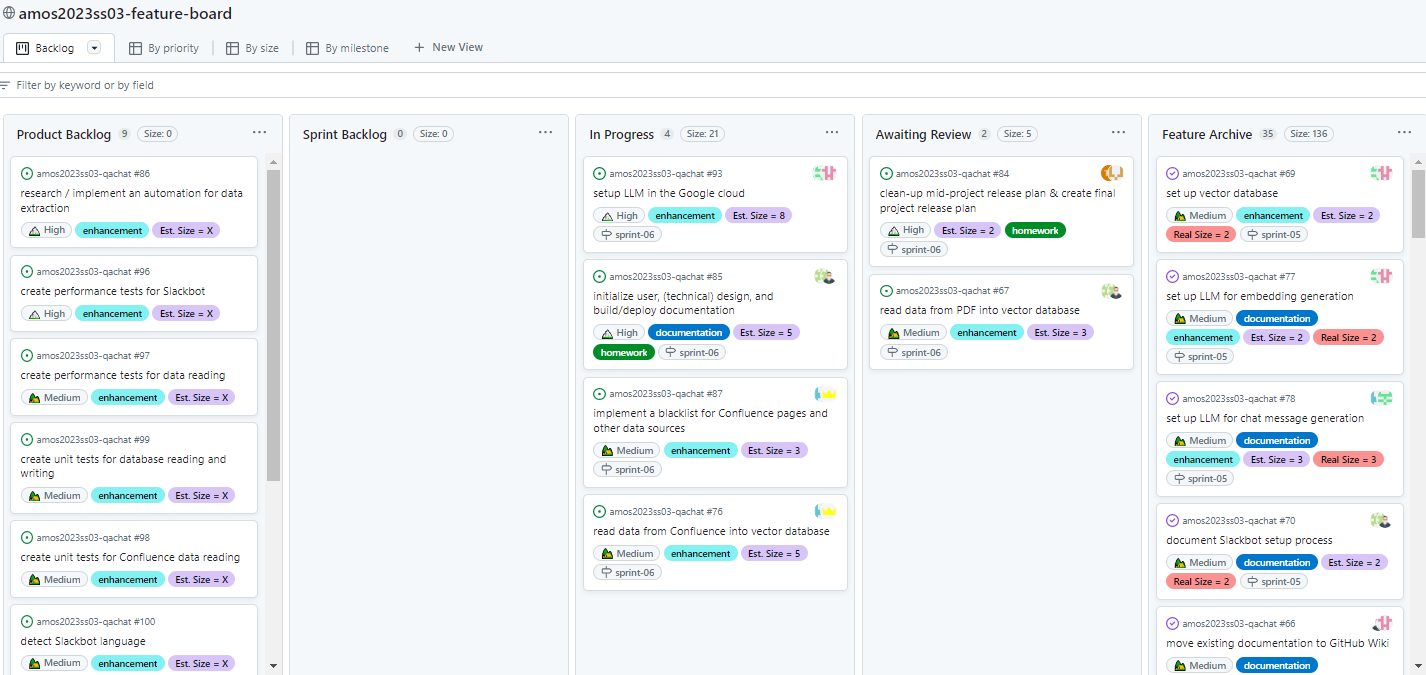 amos2023ss03-feature-board
Backlog
By priority
By size
By milestone
+ New View
Filter by keyword or by field
Product Backlog 9 Size: 0 ...
amos2023ss03-qachat #86
research / implement an automation for data
extraction
High enhancement Est. Size = X
amos2023ss03-qachat #96
create performance tests for Slackbot
High enhancement Est. Size = X
amos2023ss03-qachat #97
create performance tests for data reading
Medium enhancement Est. Size = X
amos2023ss03-qachat #99
create unit tests for database reading and
writing
Medium enhancement Est. Size = X
amos2023ss03-qachat #98
create unit tests for Confluence data reading
Medium enhancement Est. Size = X
amos2023ss03-qachat #100
detect Slackbot language
Medium enhancement Est. Size = X
Sprint Backlog 0 Size: 0 ...
In Progress 4 Size: 21 ...
amos2023ss03-qachat #93
setup LLM in the Google cloud
High enhancement Est. Size = 8
sprint-06
amos2023ss03-qachat #85
initialize user, (technical) design, and
build/deploy documentation
High documentation Est. Size = 5
homework sprint-06
amos2023ss03-qachat #87
implement a blacklist for Confluence pages and
other data sources
Medium enhancement Est. Size = 3
sprint-06
amos2023ss03-qachat #76
read data from Confluence into vector database
Medium enhancement Est. Size = 5
sprint-06
Awaiting Review 2 Size: 5 ...
amos2023ss03-qachat #84
clean-up mid-project release plan & create final
project release plan
High Est. Size = 2 homework
sprint-06
amos2023ss03-qachat #67
read data from PDF into vector database
Medium enhancement Est. Size = 3
sprint-06
Feature Archive 35 Size: 136 ...
amos2023ss03-qachat #69
set up vector database
Medium enhancement Est. Size = 2
Real Size = 2 sprint-05
amos2023ss03-qachat #77
set up LLM for embedding generation
Medium documentation
enhancement Est. Size = 2 Real Size = 2
sprint-05
amos2023ss03-qachat #78
set up LLM for chat message generation
Medium documentation
enhancement Est. Size = 3 Real Size = 3
sprint-05
amos2023ss03-qachat #70
document Slackbot setup process
Medium documentation Est. Size = 2
Real Size = 2 sprint-05
amos2023ss03-qachat #66
move existing documentation to GitHub Wiki
Medium documentation